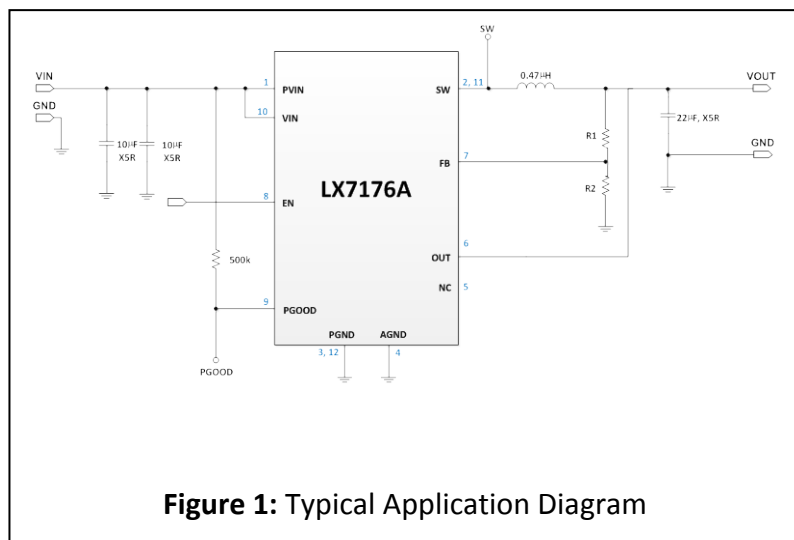 SW
VIN
1
PVIN
SW
2, 11
0.47µH
VOUT
GND
10
VIN
10µF
X5R
10µF
X5R
R1
22µF, X5R
GND
FB
7
LX7176A
8
EN
R2
500k
OUT
6
NC
5
9
PGOOD
PGND
AGND
3, 12
4
PGOOD
Figure 1: Typical Application Diagram